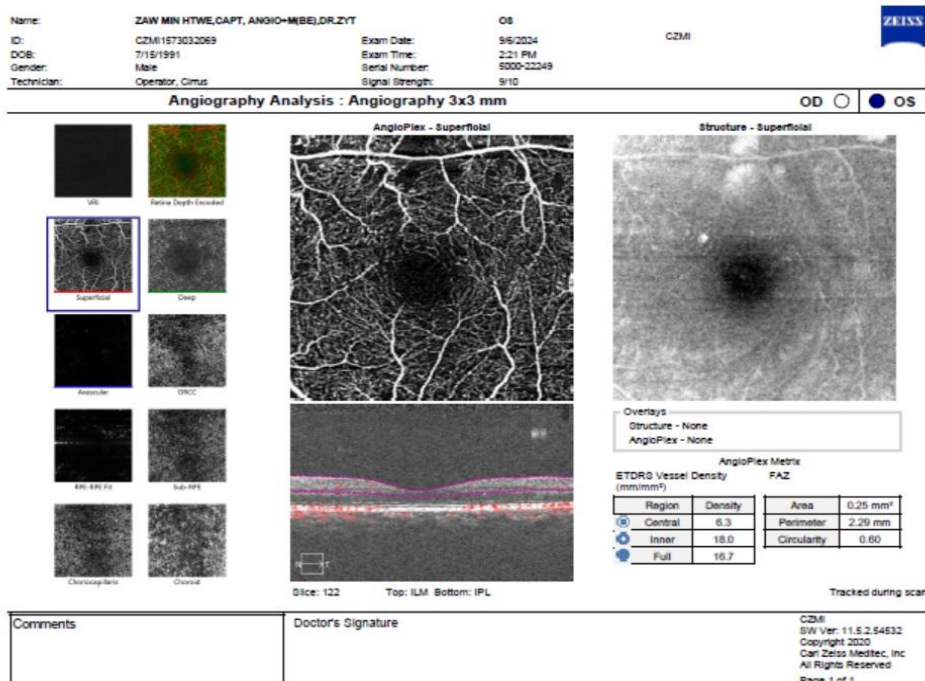 Name: ZAW MIN HTWE,CAPT, ANGIO+M(BE),DR.ZYT OS
ZEISS
ID: CZMI1573032069 Exam Date: 9/6/2024 CZMI
DOB: 7/15/1991 Exam Time: 2:21 PM
Gender: Male Serial Number: 5000-22249
Technician: Operator, Cirrus Signal Strength: 9/10
Angiography Analysis : Angiography 3x3 mm OD OS
AngioPlex - Superficial Structure - Superficial
VRI Retina Depth Encoded
Superficial Deep
Avascular ORCC
RPE-RPE Fit Sub-RPE
Choriocapillaris Choroid
N T
Slice: 122 Top: ILM Bottom: IPL
Overlays
Structure - None
AngioPlex - None
AngioPlex Metrix
ETDRS Vessel Density FAZ
(mm/mm²)
Region Density Area 0.25 mm²
Central 6.3 Perimeter 2.29 mm
Inner 18.0 Circularity 0.60
Full 16.7
Tracked during scan
Comments Doctor's Signature CZMI
SW Ver: 11.5.2.54532
Copyright 2020
Carl Zeiss Meditec, Inc
All Rights Reserved
Page 1 of 1